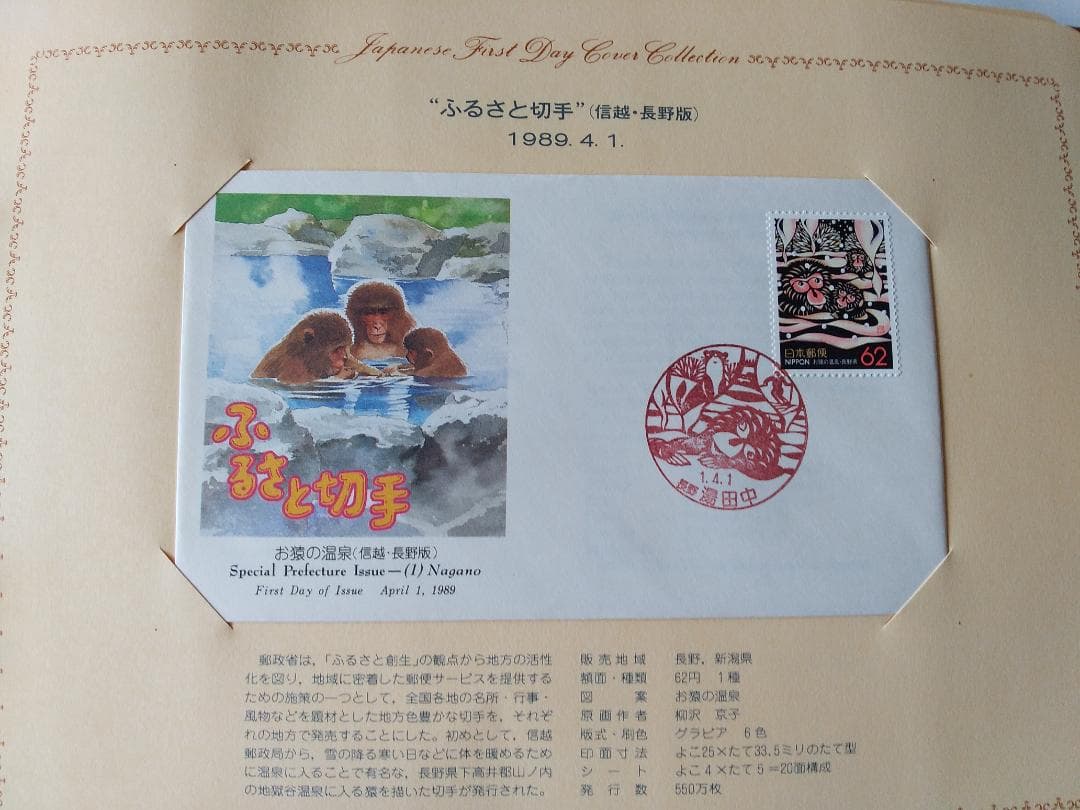 Japanese First Day Cover Collection
“ふるさと切手”(信越・長野版)
1989. 4. 1.
日本郵便
NIPPON お猿の温泉・長野県 62
1.4.1
長野 湯田中
ふ
るさと切手
お猿の温泉(信越・長野版)
Special Prefecture Issue—(1) Nagano
First Day of Issue April 1, 1989
郵政省は,「ふるさと創生」の観点から地方の活性
化を図り,地域に密着した郵便サービスを提供する
ための施策の一つとして,全国各地の名所・行事・
風物などを題材とした地方色豊かな切手を,それぞ
れの地方で発売することにした。初めとして,信越
郵政局から,雪の降る寒い日などに体を暖めるため
に温泉に入ることで有名な,長野県下高井郡山ノ内
の地獄谷温泉に入る猿を描いた切手が発行された。
販売地域 長野,新潟県
額面・種類 62円 1種
図案 お猿の温泉
原画作者 柳沢 京子
版式・刷色 グラビア 6色
印面寸法 よこ25×たて33.5ミリのたて型
シート よこ4×たて5=20面構成
発行数 550万枚